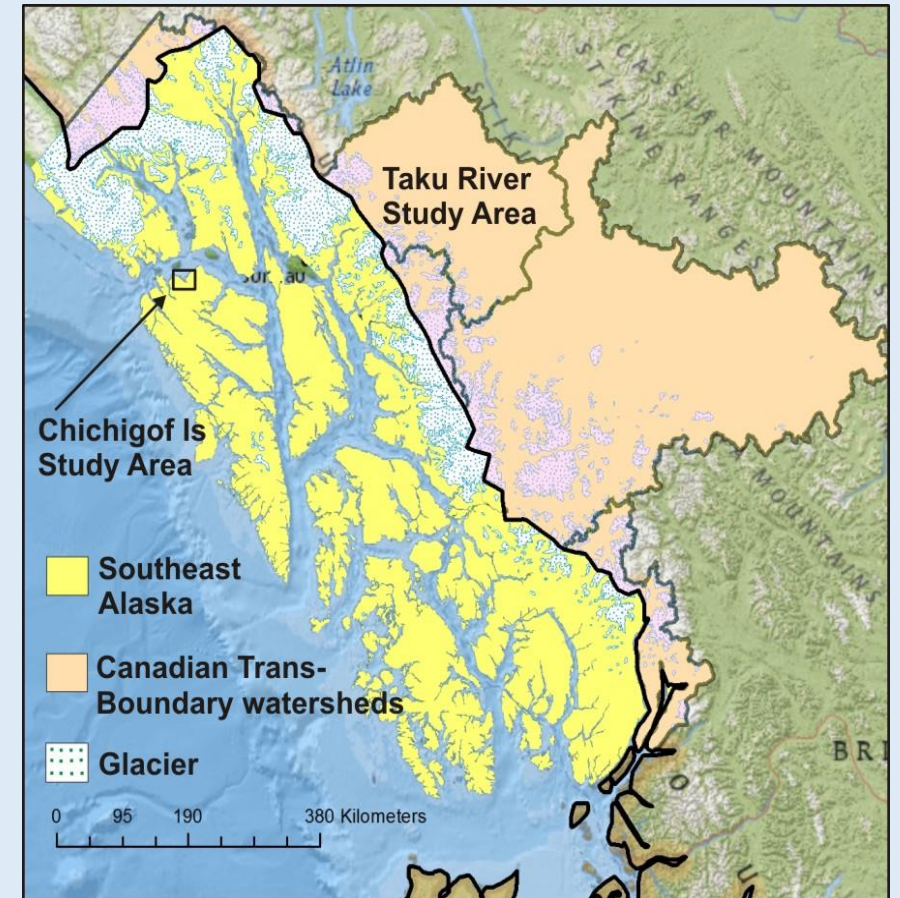 Atlin
Lake
CASSIAR MOUNTAINS
STIKINE RANGES
Taku River
Study Area
Chichigof Is
Study Area
MOUNTAINS
Southeast
Alaska
Canadian Trans-
Boundary watersheds
Glacier
BRI
O
U
0 95 190 380 Kilometers